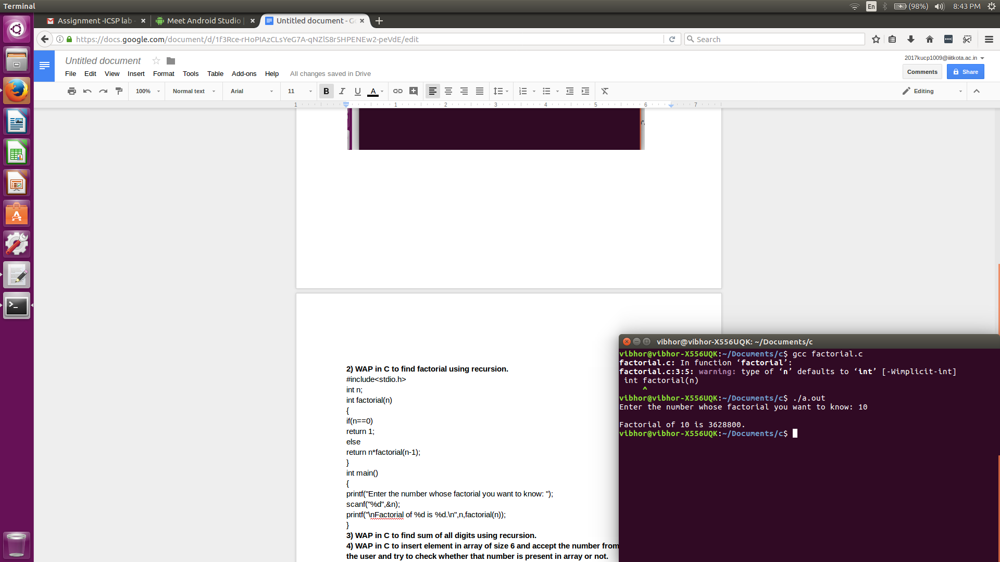 Terminal
En
(98%)
8:43 PM
Assignment -ICSP lab -
Meet Android Studio |
Untitled document - Go
https://docs.google.com/document/d/1f3Rce-rHoPIAzCLsYeG7A-qNZlS8r5HPENEw2-peVdE/edit
Search
Untitled document
2017kucp1009@iiitkota.ac.in
File Edit View Insert Format Tools Table Add-ons Help All changes saved in Drive
Comments
Share
100% Normal text Arial 11 B I U A Editing
1 1 2 3 4 5 6 7
2) WAP in C to find factorial using recursion.
#include<stdio.h>
int n;
int factorial(n)
{
if(n==0)
return 1;
else
return n*factorial(n-1);
}
int main()
{
printf("Enter the number whose factorial you want to know: ");
scanf("%d",&n);
printf("\nFactorial of %d is %d.\n",n,factorial(n));
}
3) WAP in C to find sum of all digits using recursion.
4) WAP in C to insert element in array of size 6 and accept the number from
the user and try to check whether that number is present in array or not.
vibhor@vibhor-X556UQK: ~/Documents/c
vibhor@vibhor-X556UQK:~/Documents/c$ gcc factorial.c
factorial.c: In function ‘factorial’:
factorial.c:3:5: warning: type of ‘n’ defaults to ‘int’ [-Wimplicit-int]
int factorial(n)
^
vibhor@vibhor-X556UQK:~/Documents/c$ ./a.out
Enter the number whose factorial you want to know: 10
Factorial of 10 is 3628800.
vibhor@vibhor-X556UQK:~/Documents/c$